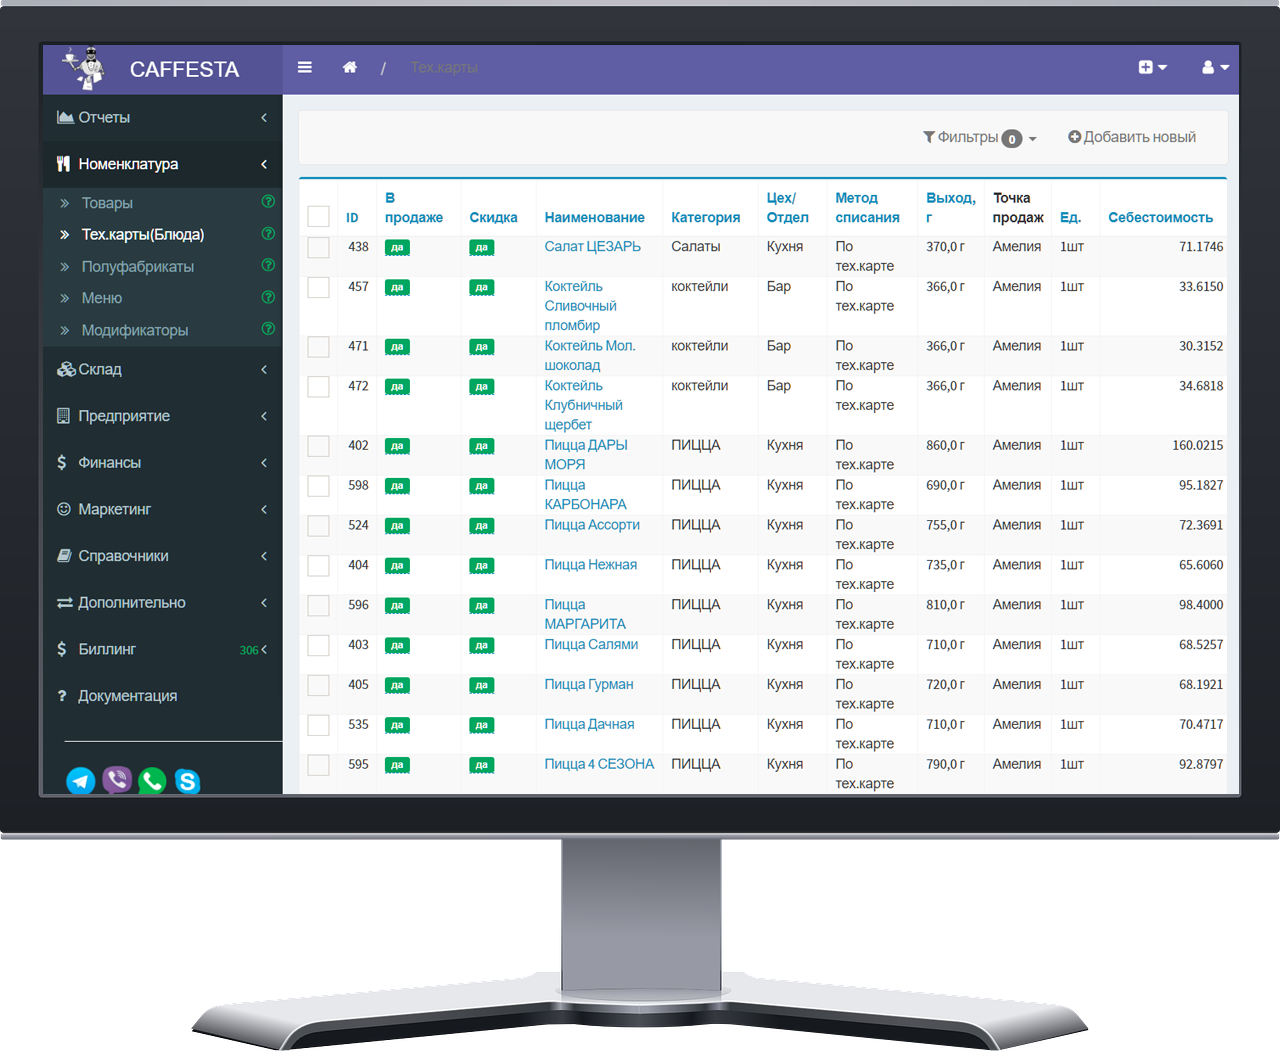 CAFFESTA
/ Тех.карты
Отчеты
Номенклатура
Товары
Тех.карты(Блюда)
Полуфабрикаты
Меню
Модификаторы
Склад
Предприятие
Финансы
Маркетинг
Справочники
Дополнительно
Биллинг 306
Документация
Фильтры 0
Добавить новый
ID В продаже Скидка Наименование Категория Цех/Отдел Метод списания Выход, г Точка продаж Ед. Себестоимость
438 да да Салат ЦЕЗАРЬ Салаты Кухня По тех.карте 370,0 г Амелия 1шт 71.1746
457 да да Коктейль Сливочный пломбир коктейли Бар По тех.карте 366,0 г Амелия 1шт 33.6150
471 да да Коктейль Мол. шоколад коктейли Бар По тех.карте 366,0 г Амелия 1шт 30.3152
472 да да Коктейль Клубничный щербет коктейли Бар По тех.карте 366,0 г Амелия 1шт 34.6818
402 да да Пицца ДАРЫ МОРЯ ПИЦЦА Кухня По тех.карте 860,0 г Амелия 1шт 160.0215
598 да да Пицца КАРБОНАРА ПИЦЦА Кухня По тех.карте 690,0 г Амелия 1шт 95.1827
524 да да Пицца Ассорти ПИЦЦА Кухня По тех.карте 755,0 г Амелия 1шт 72.3691
404 да да Пицца Нежная ПИЦЦА Кухня По тех.карте 735,0 г Амелия 1шт 65.6060
596 да да Пицца МАРГАРИТА ПИЦЦА Кухня По тех.карте 810,0 г Амелия 1шт 98.4000
403 да да Пицца Салями ПИЦЦА Кухня По тех.карте 710,0 г Амелия 1шт 68.5257
405 да да Пицца Гурман ПИЦЦА Кухня По тех.карте 720,0 г Амелия 1шт 68.1921
535 да да Пицца Дачная ПИЦЦА Кухня По тех.карте 710,0 г Амелия 1шт 70.4717
595 да да Пицца 4 СЕЗОНА ПИЦЦА Кухня По тех.карте 790,0 г Амелия 1шт 92.8797